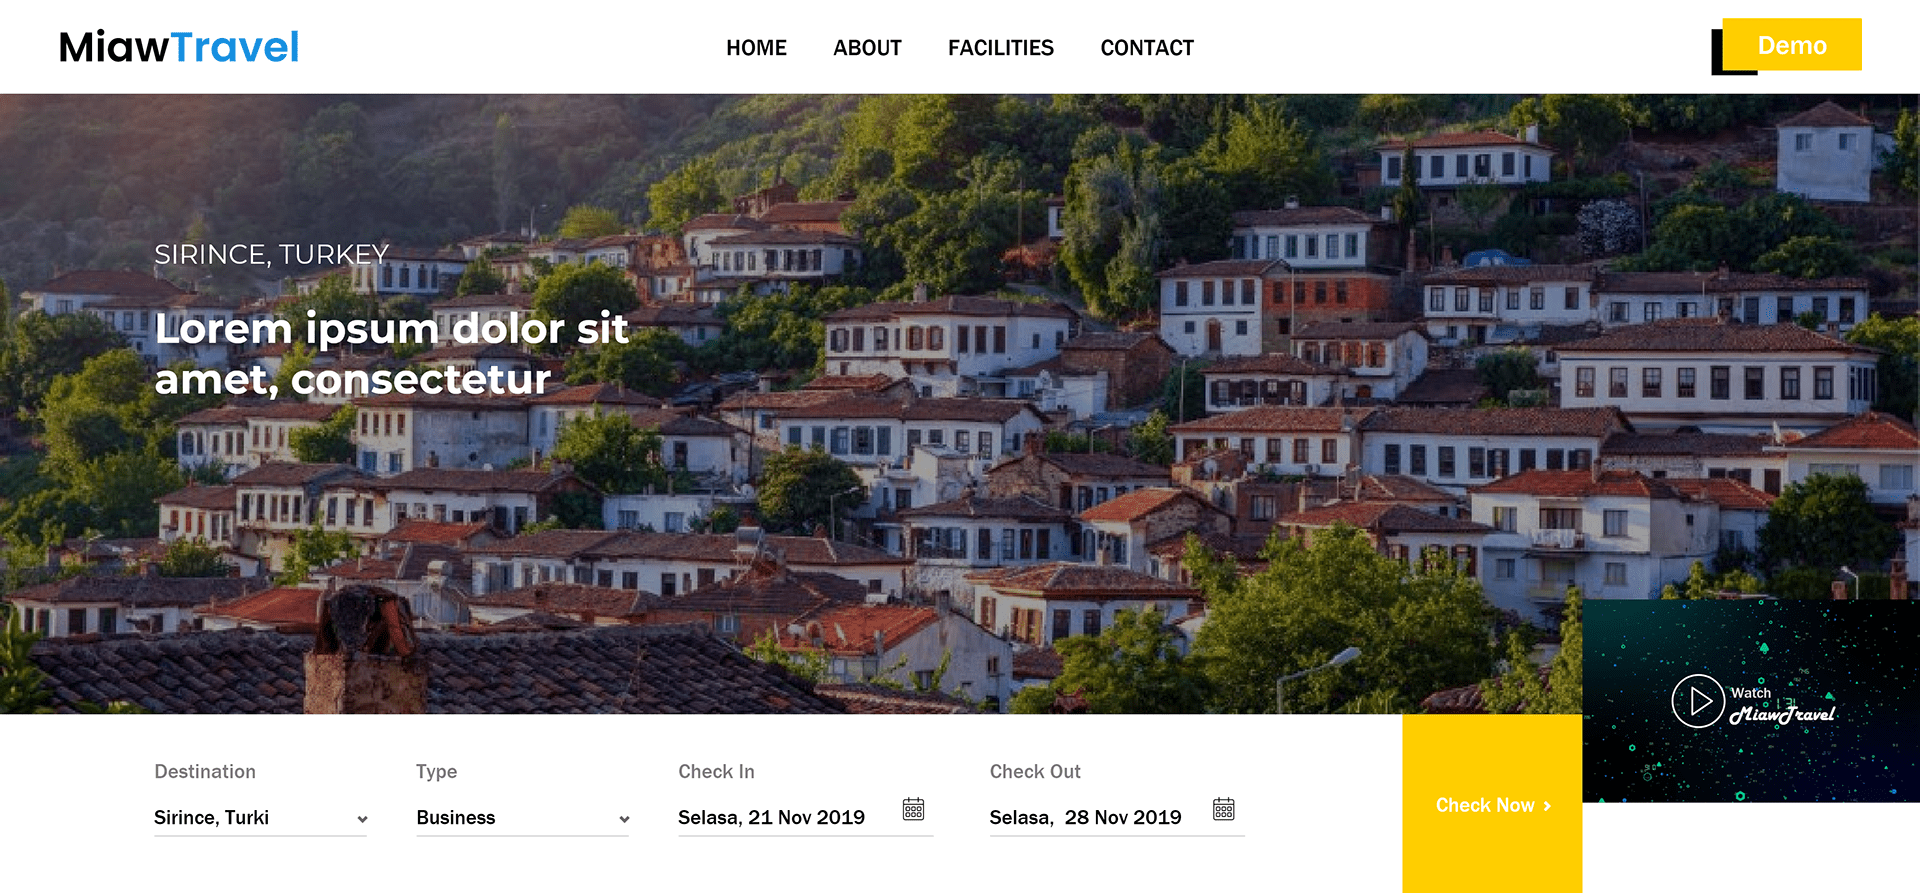 MiawTravel
HOME ABOUT FACILITIES CONTACT
Demo
SIRINCE, TURKEY
Lorem ipsum dolor sit
amet, consectetur
Watch
MiawTravel
Destination Type Check In Check Out
Sirince, Turki Business Selasa, 21 Nov 2019 Selasa, 28 Nov 2019
Check Now